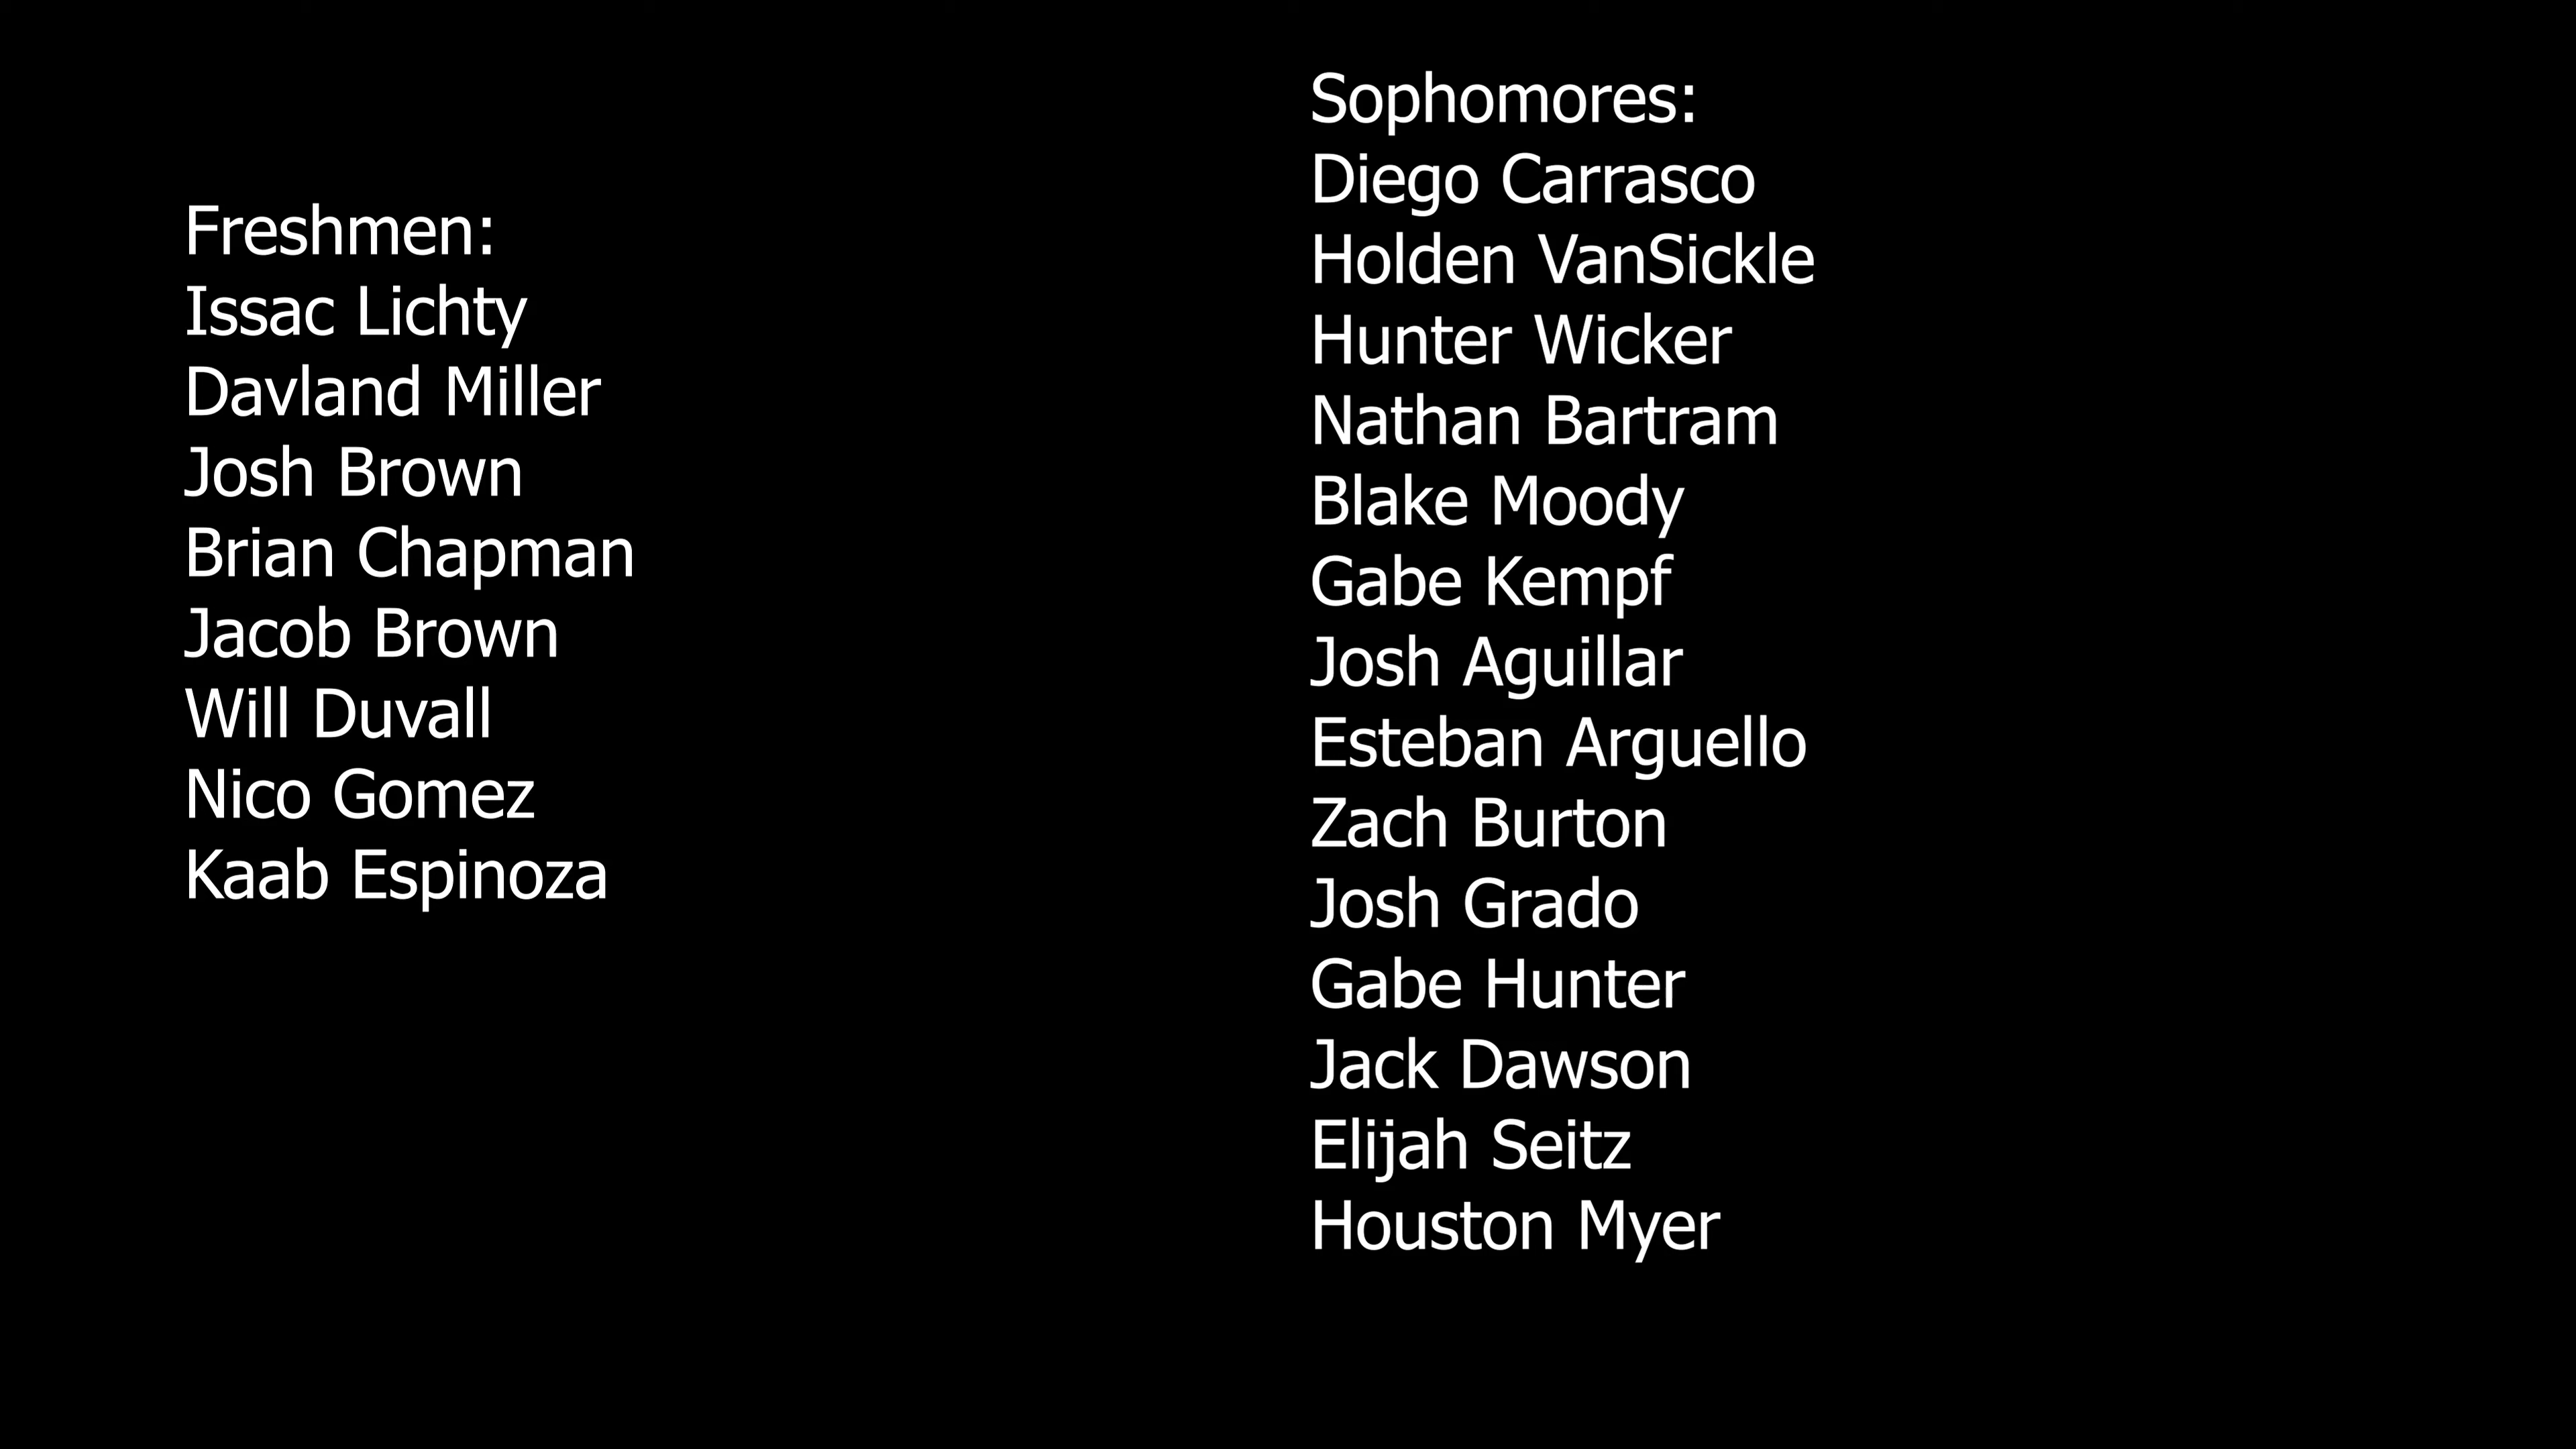 Freshmen:
Issac Lichty
Davland Miller
Josh Brown
Brian Chapman
Jacob Brown
Will Duvall
Nico Gomez
Kaab Espinoza
Sophomores:
Diego Carrasco
Holden VanSickle
Hunter Wicker
Nathan Bartram
Blake Moody
Gabe Kempf
Josh Aguillar
Esteban Arguello
Zach Burton
Josh Grado
Gabe Hunter
Jack Dawson
Elijah Seitz
Houston Myer